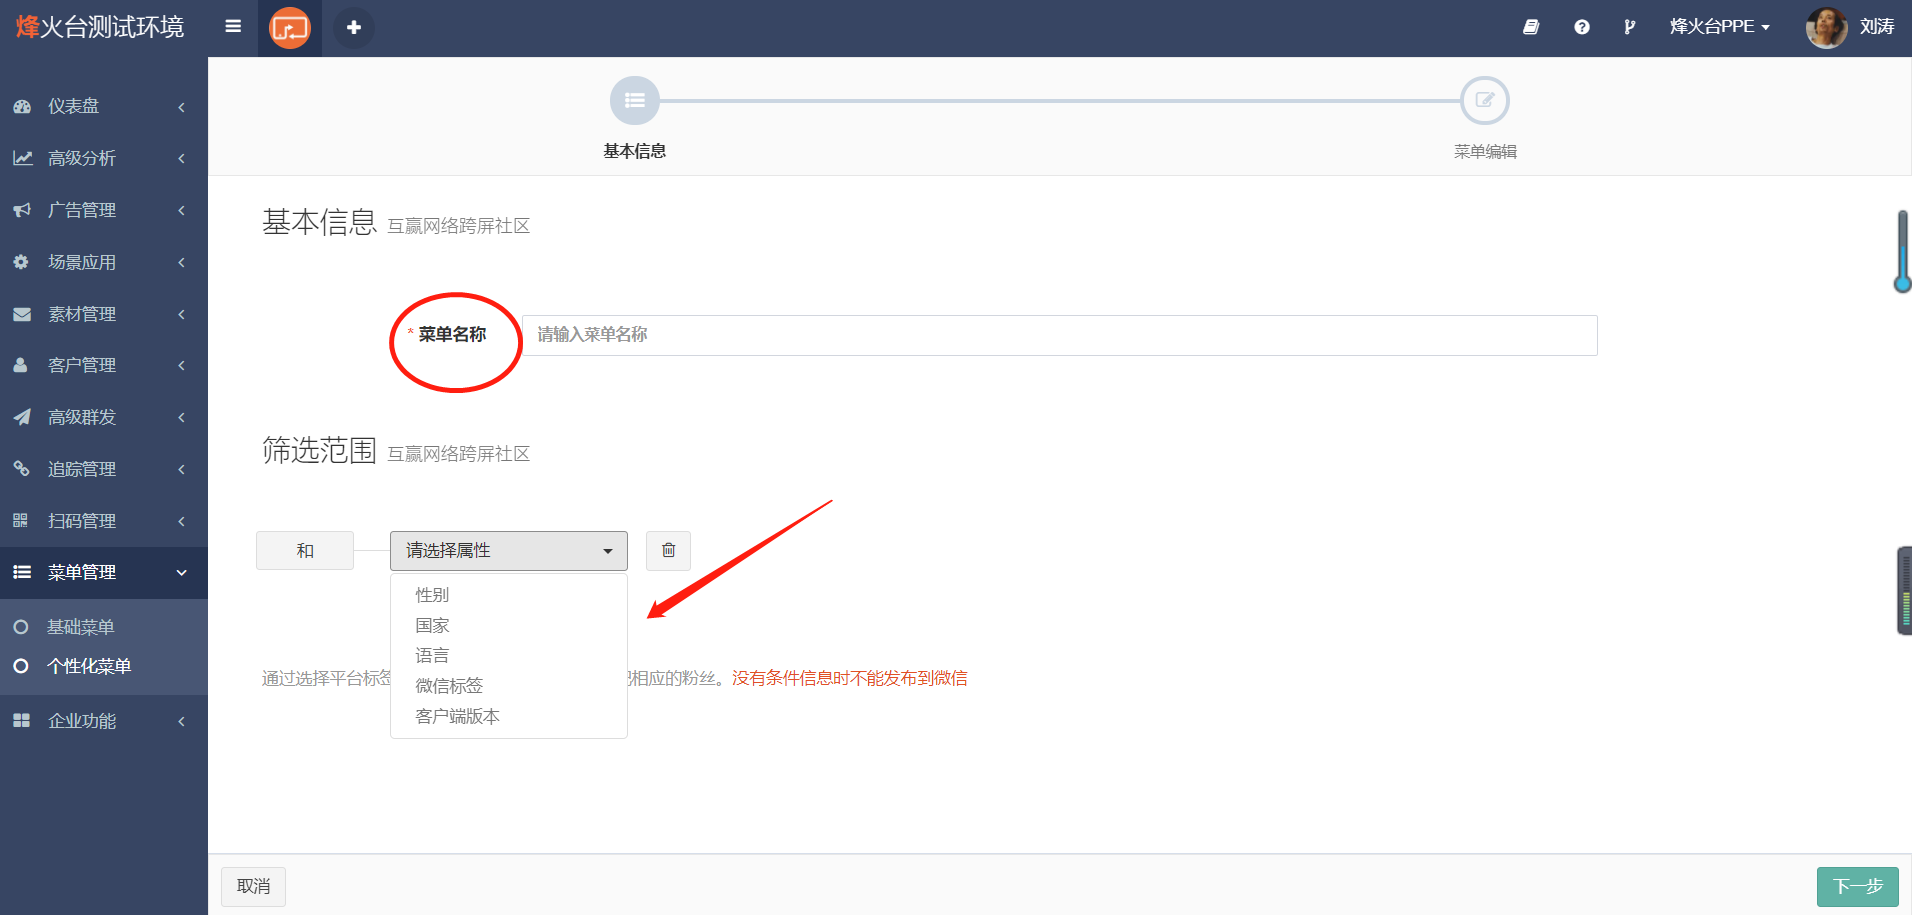 烽火台测试环境
烽火台PPE
刘涛
仪表盘
高级分析
广告管理
场景应用
素材管理
客户管理
高级群发
追踪管理
扫码管理
菜单管理
基础菜单
个性化菜单
企业功能
基本信息
菜单编辑
基本信息 互赢网络跨屏社区
* 菜单名称 请输入菜单名称
筛选范围 互赢网络跨屏社区
和 请选择属性
性别
国家
语言
微信标签
客户端版本
通过选择平台标签 相应的粉丝。没有条件信息时不能发布到微信
取消
下一步